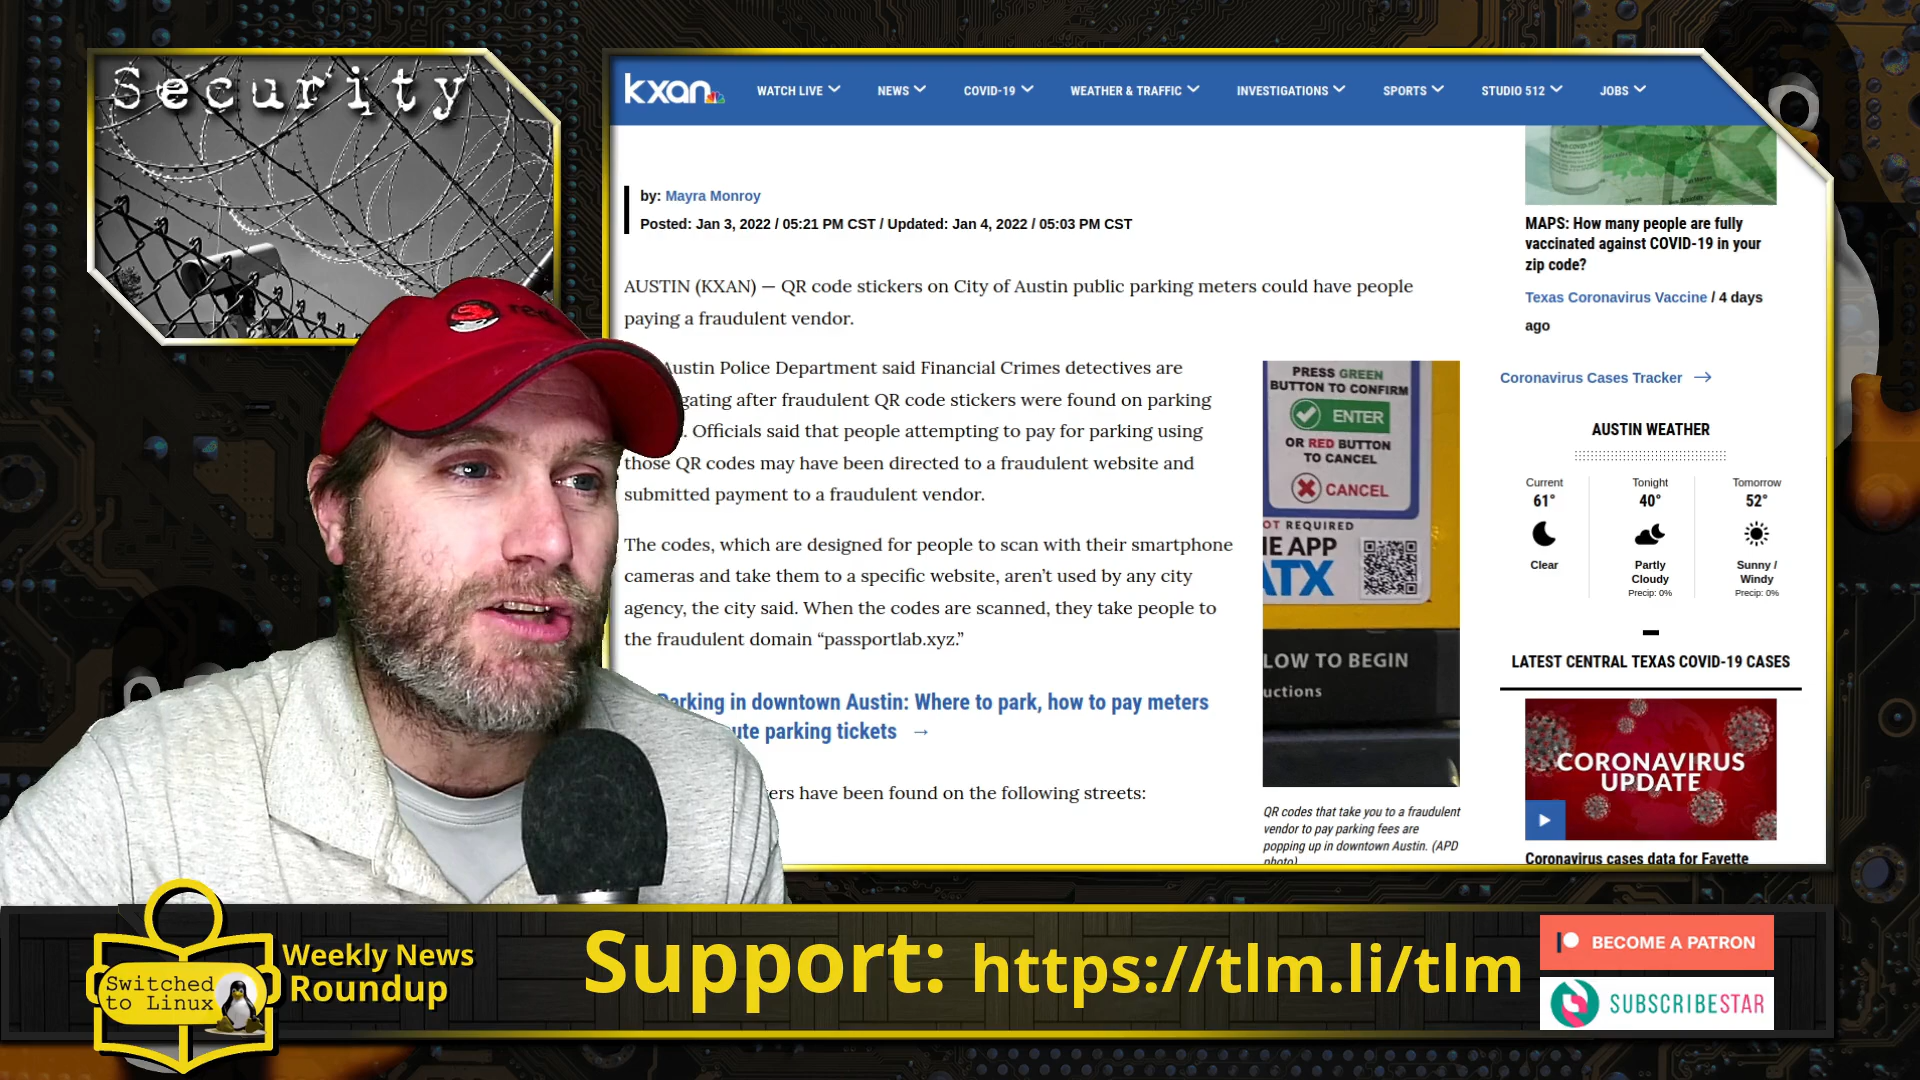 Security
kxan
WATCH LIVE
NEWS
COVID-19
WEATHER & TRAFFIC
INVESTIGATIONS
SPORTS
STUDIO 512
JOBS
by: Mayra Monroy
Posted: Jan 3, 2022 / 05:21 PM CST / Updated: Jan 4, 2022 / 05:03 PM CST
AUSTIN (KXAN) — QR code stickers on City of Austin public parking meters could have people
paying a fraudulent vendor.
Austin Police Department said Financial Crimes detectives are
gating after fraudulent QR code stickers were found on parking
. Officials said that people attempting to pay for parking using
those QR codes may have been directed to a fraudulent website and
submitted payment to a fraudulent vendor.
The codes, which are designed for people to scan with their smartphone
cameras and take them to a specific website, aren't used by any city
agency, the city said. When the codes are scanned, they take people to
the fraudulent domain “passportlab.xyz.”
Parking in downtown Austin: Where to park, how to pay meters
ute parking tickets →
ers have been found on the following streets:
PRESS GREEN
BUTTON TO CONFIRM
ENTER
OR RED BUTTON
TO CANCEL
CANCEL
OT REQUIRED
HE APP
ATX
LOW TO BEGIN
uctions
QR codes that take you to a fraudulent
vendor to pay parking fees are
popping up in downtown Austin. (APD
photo)
MAPS: How many people are fully
vaccinated against COVID-19 in your
zip code?
Texas Coronavirus Vaccine / 4 days
ago
Coronavirus Cases Tracker →
AUSTIN WEATHER
Current
61°
Clear
Tonight
40°
Partly
Cloudy
Precip: 0%
Tomorrow
52°
Sunny /
Windy
Precip: 0%
LATEST CENTRAL TEXAS COVID-19 CASES
CORONAVIRUS
UPDATE
Coronavirus cases data for Fayette
red
Switched
to Linux
Weekly News
Roundup
Support: https://tlm.li/tlm
BECOME A PATRON
SUBSCRIBESTAR